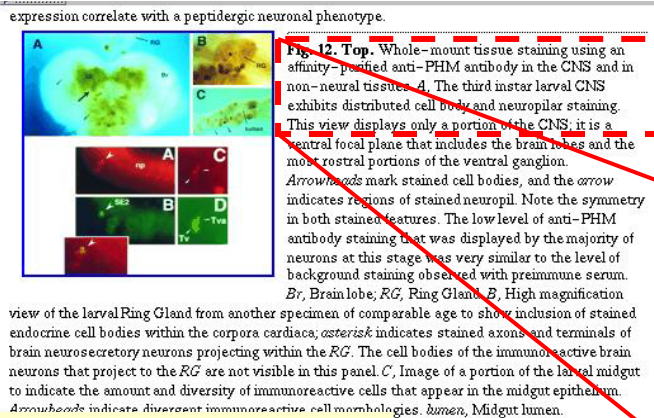 expression correlate with a peptidergic neuronal phenotype.
A
RG
Br
B
RG
C
lumen
A
np
C
B
SE2
D
Tva
Tv
Fig. 12. Top. Whole-mount tissue staining using an
affinity-purified anti-PHM antibody in the CNS and in
non-neural tissues. A, The third instar larval CNS
exhibits distributed cell body and neuropilar staining.
This view displays only a portion of the CNS; it is a
ventral focal plane that includes the brain lobes and the
most rostral portions of the ventral ganglion.
Arrowheads mark stained cell bodies, and the arrow
indicates regions of stained neuropil. Note the symmetry
in both stained features. The low level of anti-PHM
antibody staining that was displayed by the majority of
neurons at this stage was very similar to the level of
background staining observed with preimmune serum.
Br, Brain lobe; RG, Ring Gland. B, High magnification
view of the larval Ring Gland from another specimen of comparable age to show inclusion of stained
endocrine cell bodies within the corpora cardiaca; asterisk indicates stained axons and terminals of
brain neurosecretory neurons projecting within the RG. The cell bodies of the immunoreactive brain
neurons that project to the RG are not visible in this panel. C, Image of a portion of the larval midgut
to indicate the amount and diversity of immunoreactive cells that appear in the midgut epithelium.
Arrowheads indicate divergent immunoreactive cell morphologies. lumen, Midgut lumen.